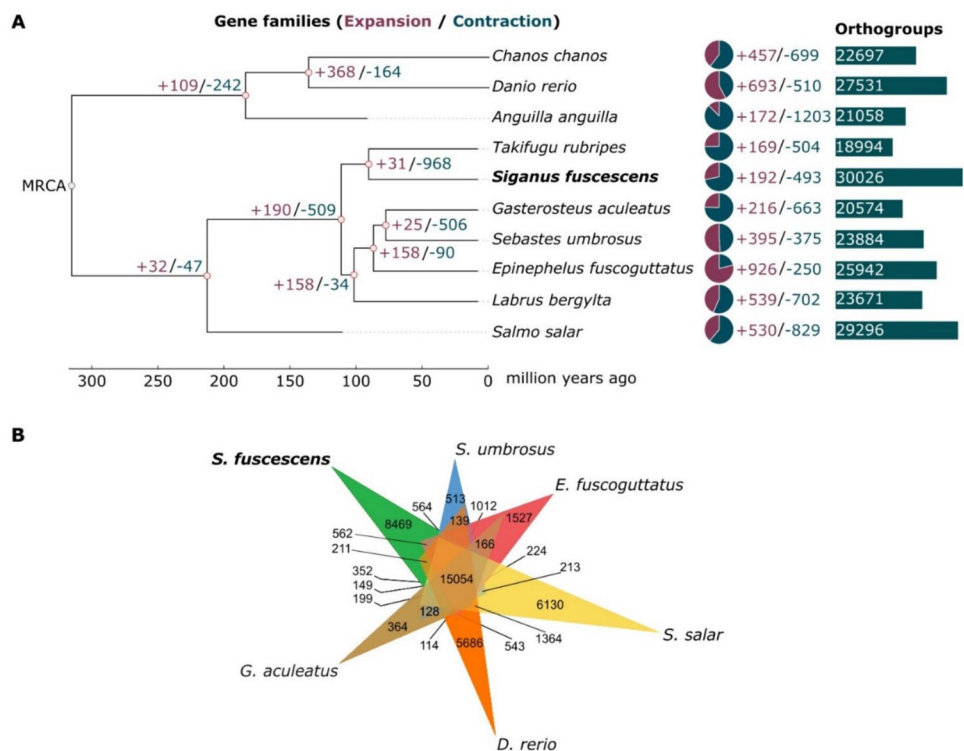 A
Gene families (Expansion / Contraction)
Orthogroups
Chanos chanos +457/-699 22697
+368/-164
+109/-242
Danio rerio +693/-510 27531
Anguilla anguilla +172/-1203 21058
Takifugu rubripes +169/-504 18994
+31/-968
MRCA
Siganus fuscescens +192/-493 30026
+190/-509
Gasterosteus aculeatus +216/-663 20574
+25/-506
Sebastes umbrosus +395/-375 23884
+158/-90
+32/-47
Epinephelus fuscoguttatus +926/-250 25942
+158/-34
Labrus bergylta +539/-702 23671
Salmo salar +530/-829 29296
300 250 200 150 100 50 0 million years ago
B
S. fuscescens
S. umbrosus
E. fuscoguttatus
564 513 1012
8469 139 1527
562 166 224
211 213
352 15054
149
199 128 6130
364 1364
114 5686 543
S. salar
G. aculeatus
D. rerio